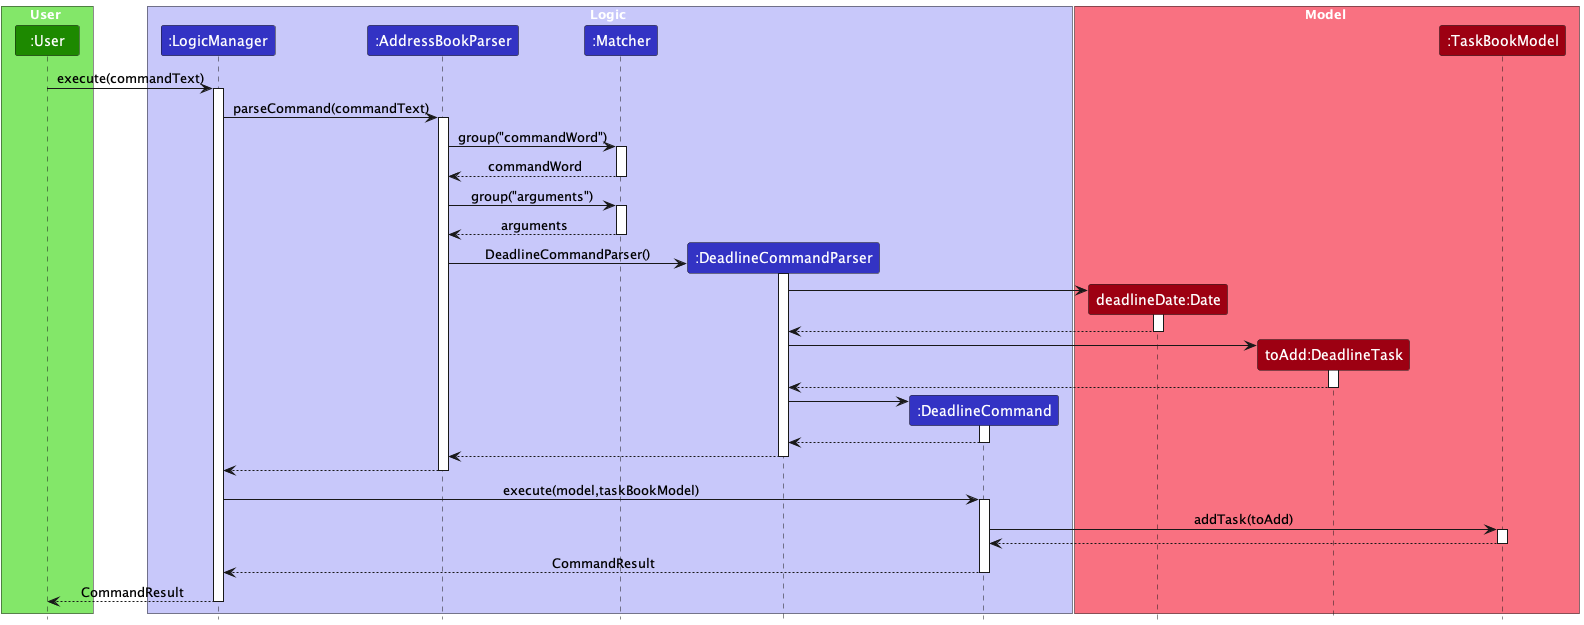 User
Logic
Model
:User
:LogicManager
:AddressBookParser
:Matcher
:TaskBookModel
execute(commandText)
parseCommand(commandText)
group("commandWord")
commandWord
group("arguments")
arguments
DeadlineCommandParser()
:DeadlineCommandParser
deadlineDate:Date
toAdd:DeadlineTask
:DeadlineCommand
execute(model,taskBookModel)
addTask(toAdd)
CommandResult
CommandResult